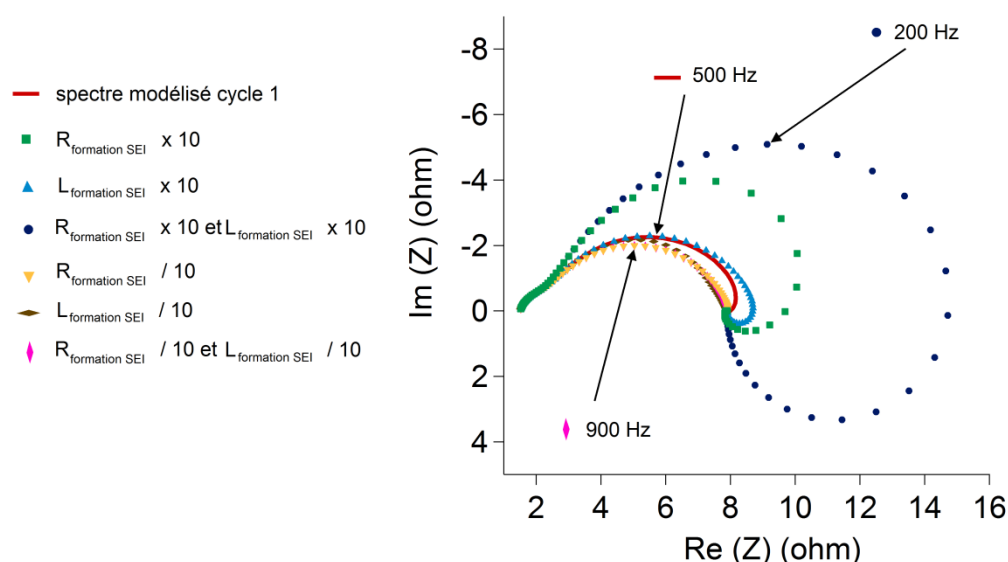 spectre modélisé cycle 1
R formation SEI x 10
L formation SEI x 10
R formation SEI x 10 et L formation SEI x 10
R formation SEI / 10
L formation SEI / 10
R formation SEI / 10 et L formation SEI / 10
200 Hz
500 Hz
900 Hz
Im (Z) (ohm)
-8
-6
-4
-2
0
2
4
2 4 6 8 10 12 14 16
Re (Z) (ohm)